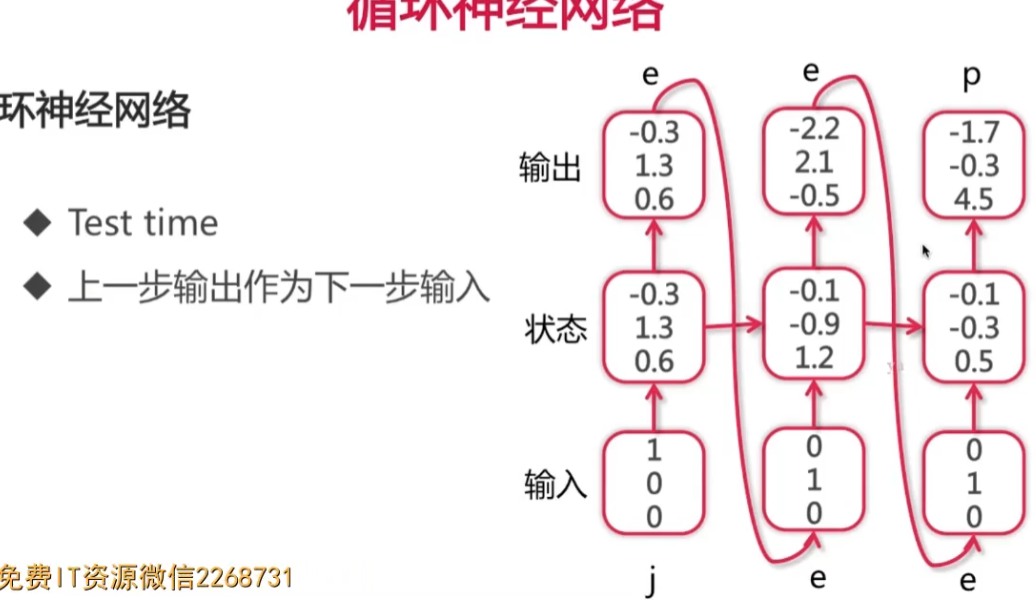 循环神经网络
环神经网络
◆ Test time
◆ 上一步输出作为下一步输入
e e p
输出
-0.3 -2.2 -1.7
1.3 2.1 -0.3
0.6 -0.5 4.5
状态
-0.3 -0.1 -0.1
1.3 -0.9 -0.3
0.6 1.2 0.5
输入
1 0 0
0 1 1
0 0 0
j e e
免费IT资源微信2268731